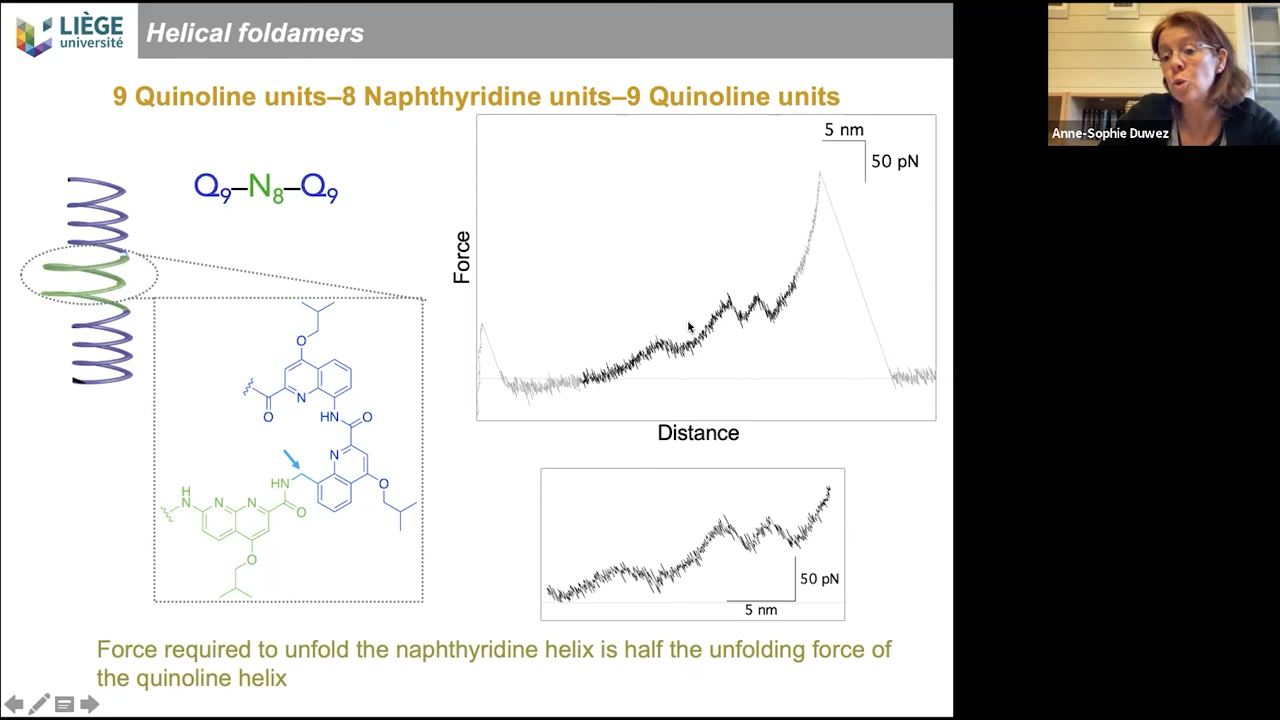 LIÈGE
université
Helical foldamers
9 Quinoline units–8 Naphthyridine units–9 Quinoline units
Q9–N8–Q9
O
N
O
HN
O
N
HN
O
O
H
N
N
N
O
Force
5 nm
50 pN
Distance
50 pN
5 nm
Force required to unfold the naphthyridine helix is half the unfolding force of
the quinoline helix
Anne-Sophie Duwez